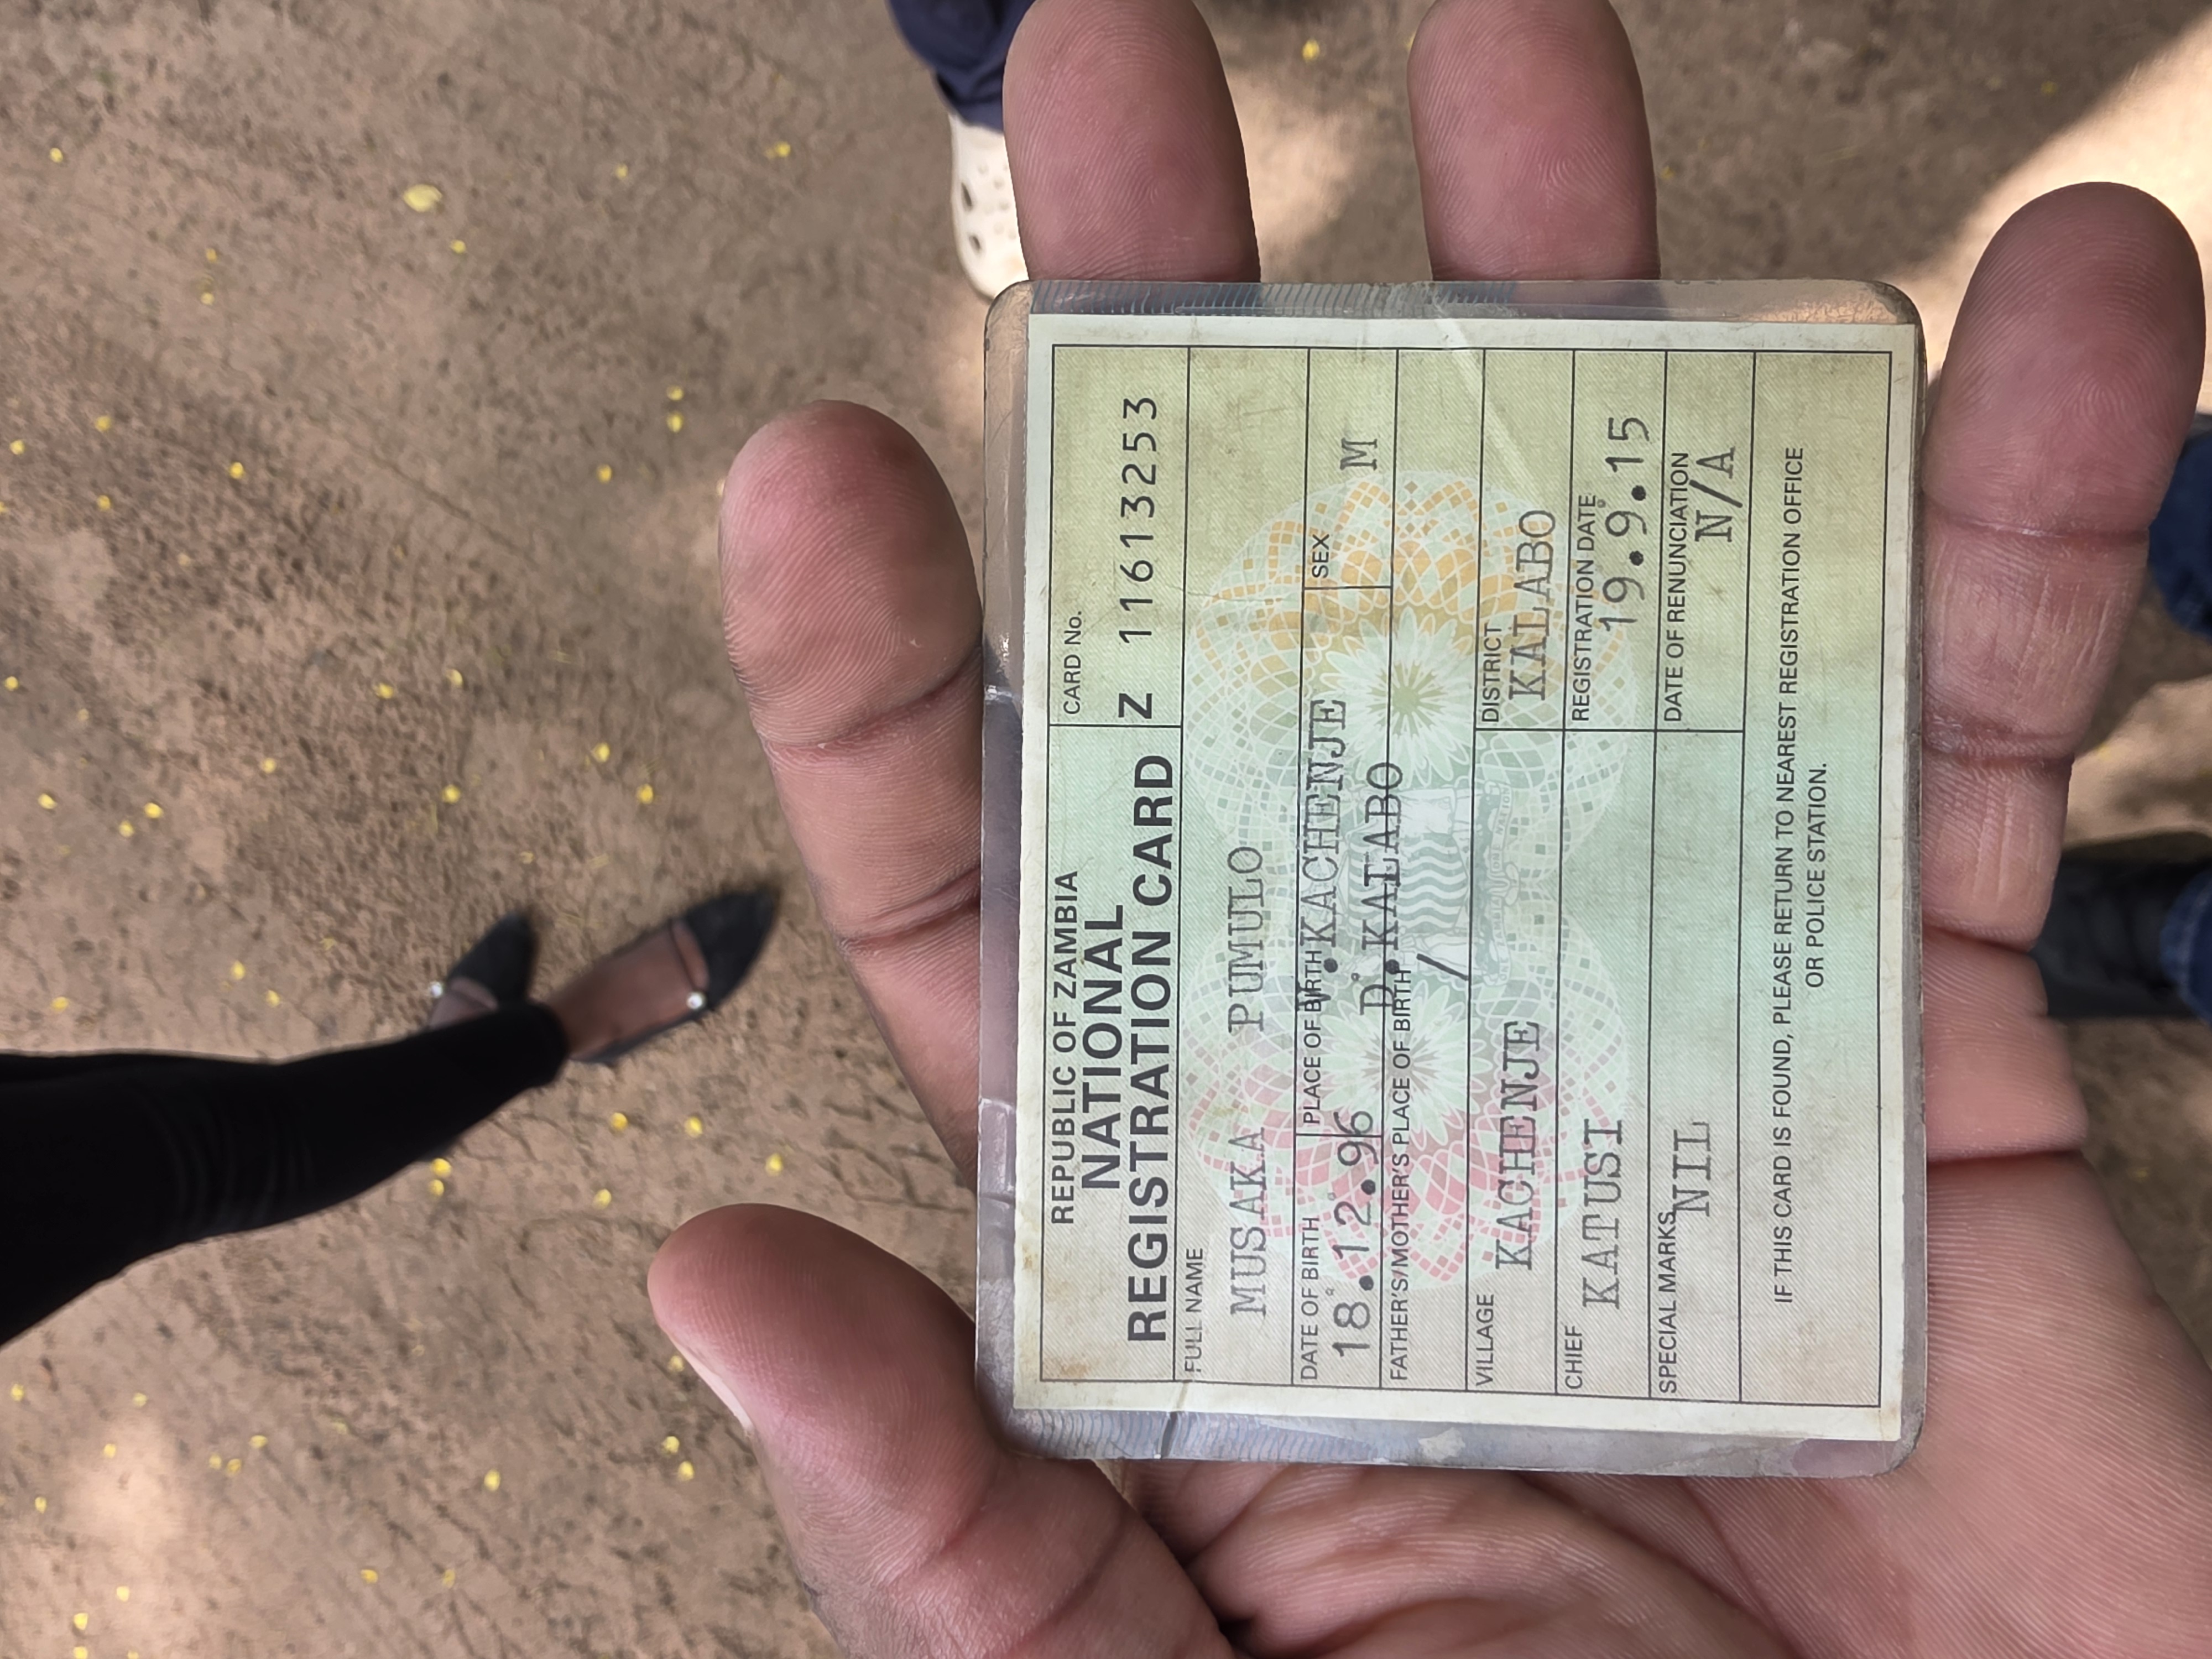 REPUBLIC OF ZAMBIA
NATIONAL
REGISTRATION CARD
CARD No.
Z 11613253
FULL NAME
MUSAKA PUMULO
DATE OF BIRTH
18.12.96
PLACE OF BIRTH
V.KACHENJE
D.KALABO
SEX
M
FATHER'S/MOTHER'S PLACE OF BIRTH
/
VILLAGE
KACHENJE
DISTRICT
KALABO
CHIEF
KATUSI
REGISTRATION DATE
19.9.15
SPECIAL MARKS
NIL
DATE OF RENUNCIATION
N/A
IF THIS CARD IS FOUND, PLEASE RETURN TO NEAREST REGISTRATION OFFICE
OR POLICE STATION.